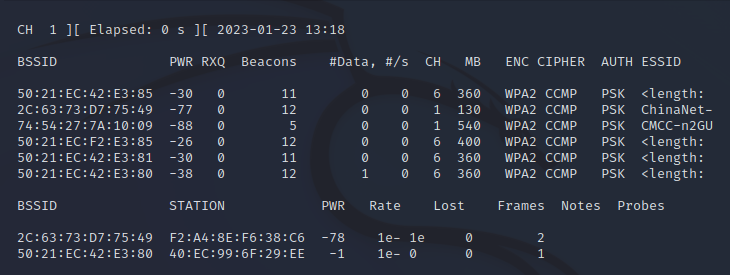 CH  1 ][ Elapsed: 0 s ][ 2023-01-23 13:18
BSSID              PWR RXQ  Beacons    #Data, #/s  CH   MB   ENC CIPHER  AUTH ESSID
50:21:EC:42:E3:85  -30   0       11        0    0   6  360   WPA2 CCMP   PSK  <length:
2C:63:73:D7:75:49  -77   0       12        0    0   1  130   WPA2 CCMP   PSK  ChinaNet-
74:54:27:7A:10:09  -88   0        5        0    0   1  540   WPA2 CCMP   PSK  CMCC-n2GU
50:21:EC:F2:E3:85  -26   0       12        0    0   6  400   WPA2 CCMP   PSK  <length:
50:21:EC:42:E3:81  -30   0       11        0    0   6  360   WPA2 CCMP   PSK  <length:
50:21:EC:42:E3:80  -38   0       12        1    0   6  360   WPA2 CCMP   PSK  <length:
BSSID              STATION            PWR   Rate    Lost    Frames  Notes  Probes
2C:63:73:D7:75:49  F2:A4:8E:F6:38:C6  -78    1e- 1e     0        2
50:21:EC:42:E3:80  40:EC:99:6F:29:EE   -1    1e- 0      0        1